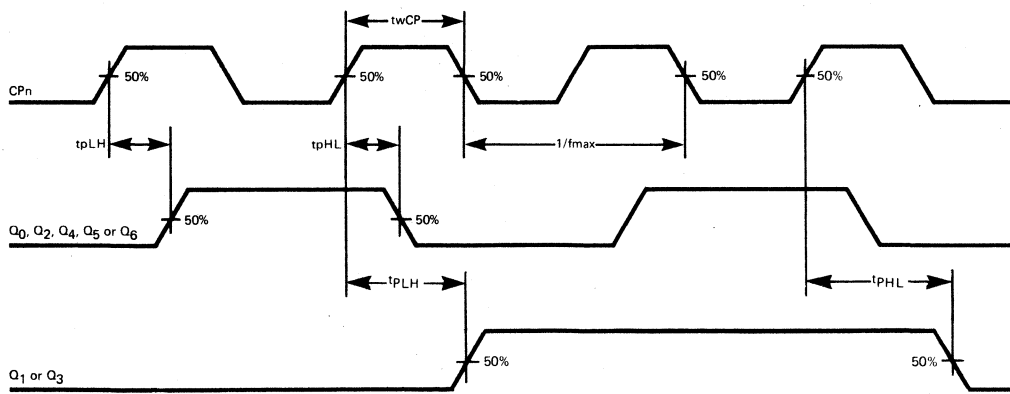 twCP
50%
50%
50%
50%
50%
CPn
tpLH
tpHL
1/fmax
50%
50%
Q0, Q2, Q4, Q5 or Q6
tPLH
tPHL
50%
50%
Q1 or Q3